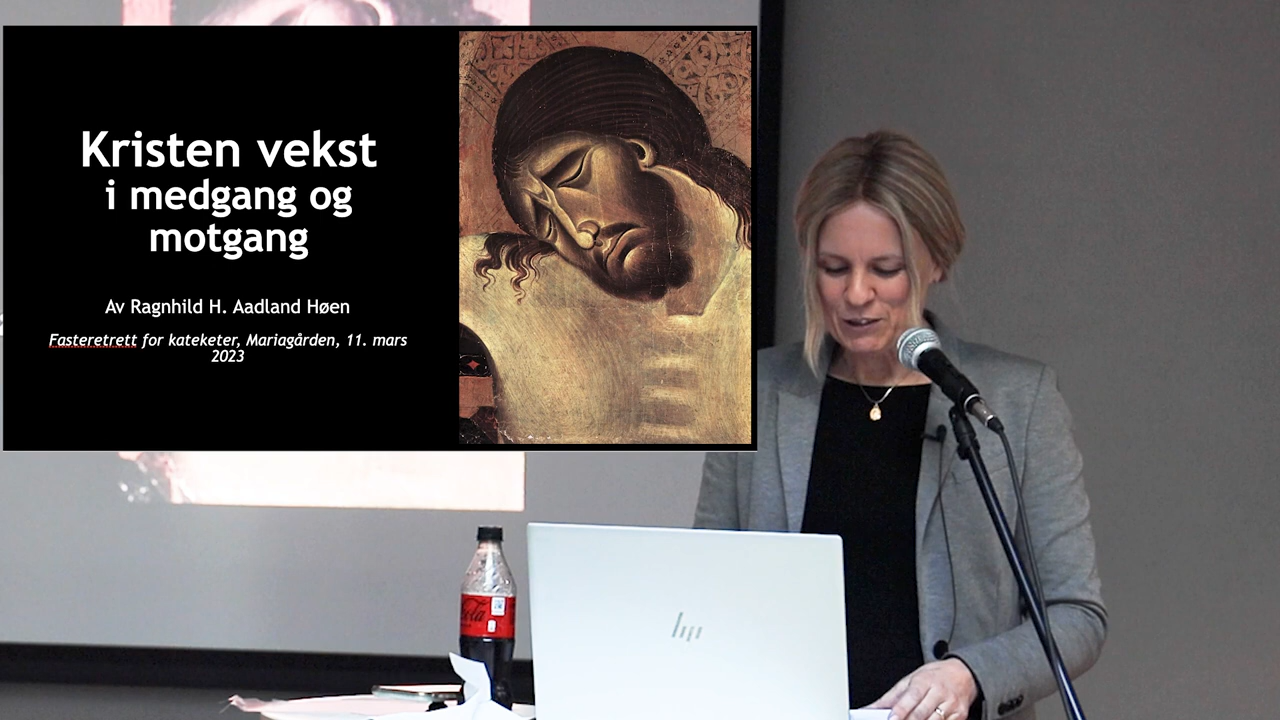 Kristen vekst
i medgang og
motgang
Av Ragnhild H. Aadland Høen
Fasteretrett for kateketer, Mariagården, 11. mars
2023